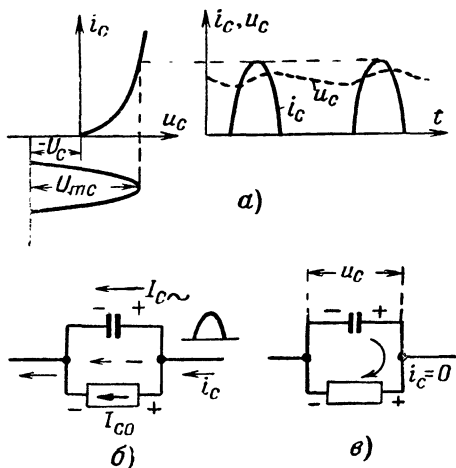 i_c
i_c, u_c
u_c
-U_c
U_mc
i_c
u_c
t
а)
I_c~
- +
i_c
- +
I_c0
б)
u_c
- +
i_c=0
- +
в)